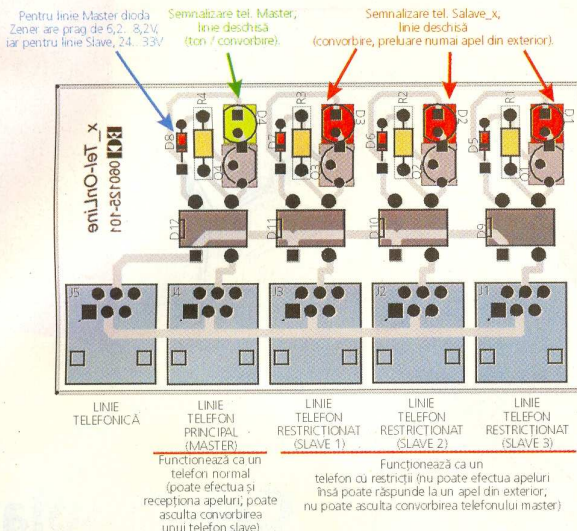 Pentru linie Master dioda
Zener are prag de 6,2.. 8,2V,
iar pentru linie Slave, 24.. 33V
Semnalizare tel. Master,
linie deschisă
(ton / convorbire).
Semnalizare tel. Salave_x,
linie deschisă
(convorbire, preluare numai apel din exterior).
x_Tel-OnLine
060125-101
D8
R4
D4
Q4
D7
R3
D3
Q3
D6
R2
D2
Q2
D5
R1
D1
Q1
D12
D11
D10
D9
J5
J4
J3
J2
J1
LINIE
TELEFONICĂ
LINIE
TELEFON
PRINCIPAL
(MASTER)
LINIE
TELEFON
RESTRICTIONAT
(SLAVE 1)
LINIE
TELEFON
RESTRICTIONAT
(SLAVE 2)
LINIE
TELEFON
RESTRICTIONAT
(SLAVE 3)
Functionează ca un
telefon normal
(poate efectua și
recepționa apeluri; poate
asculta convorbirea
unui telefon slave)
Funcționează ca un
telefon cu restricții (nu poate efectua apeluri
însă poate răspunde la un apel din exterior;
nu poate asculta convorbirea telefonului master)